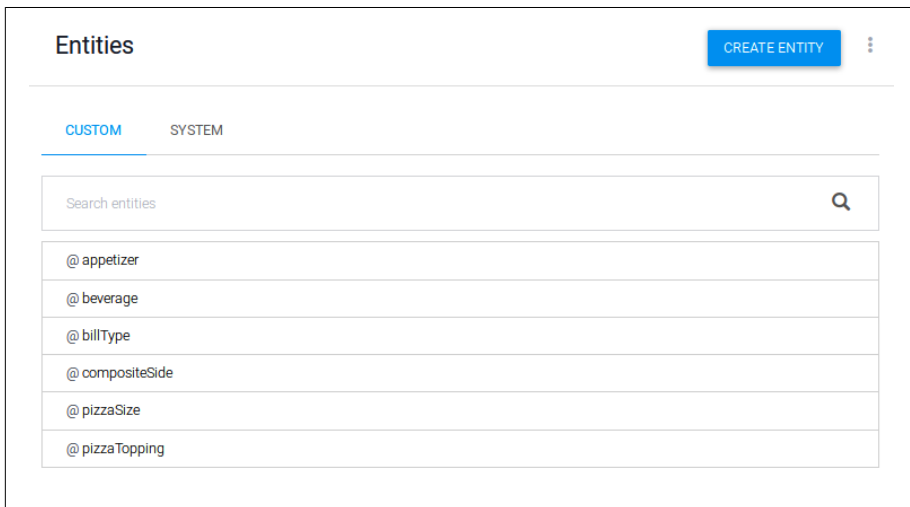 Entities
CREATE ENTITY
CUSTOM SYSTEM
Search entities
@ appetizer
@ beverage
@ billType
@ compositeSide
@ pizzaSize
@ pizzaTopping